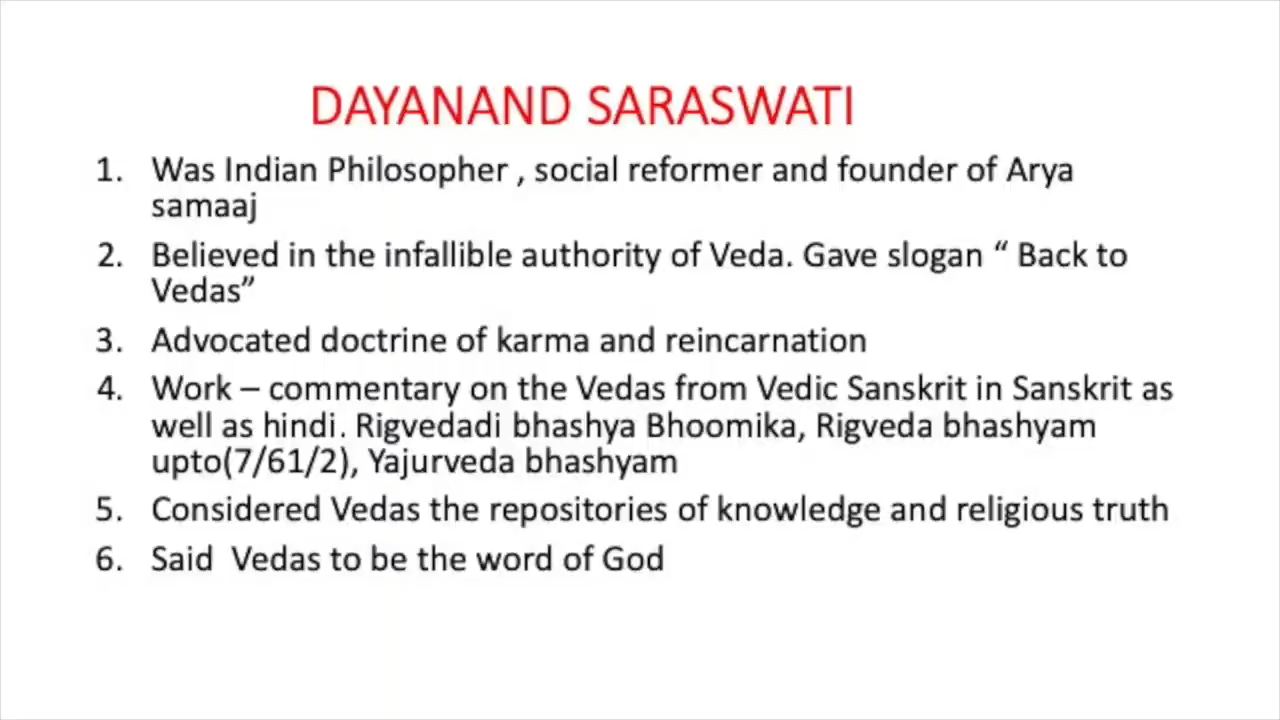 DAYANAND SARASWATI
1. Was Indian Philosopher , social reformer and founder of Arya
samaaj
2. Believed in the infallible authority of Veda. Gave slogan “ Back to
Vedas”
3. Advocated doctrine of karma and reincarnation
4. Work – commentary on the Vedas from Vedic Sanskrit in Sanskrit as
well as hindi. Rigvedadi bhashya Bhoomika, Rigveda bhashyam
upto(7/61/2), Yajurveda bhashyam
5. Considered Vedas the repositories of knowledge and religious truth
6. Said  Vedas to be the word of God